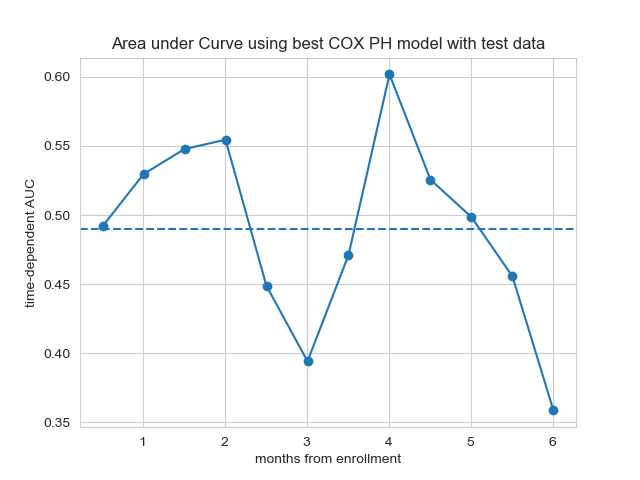 Area under Curve using best COX PH model with test data
0.60
0.55
0.50
0.45
0.40
0.35
time-dependent AUC
1 2 3 4 5 6
months from enrollment